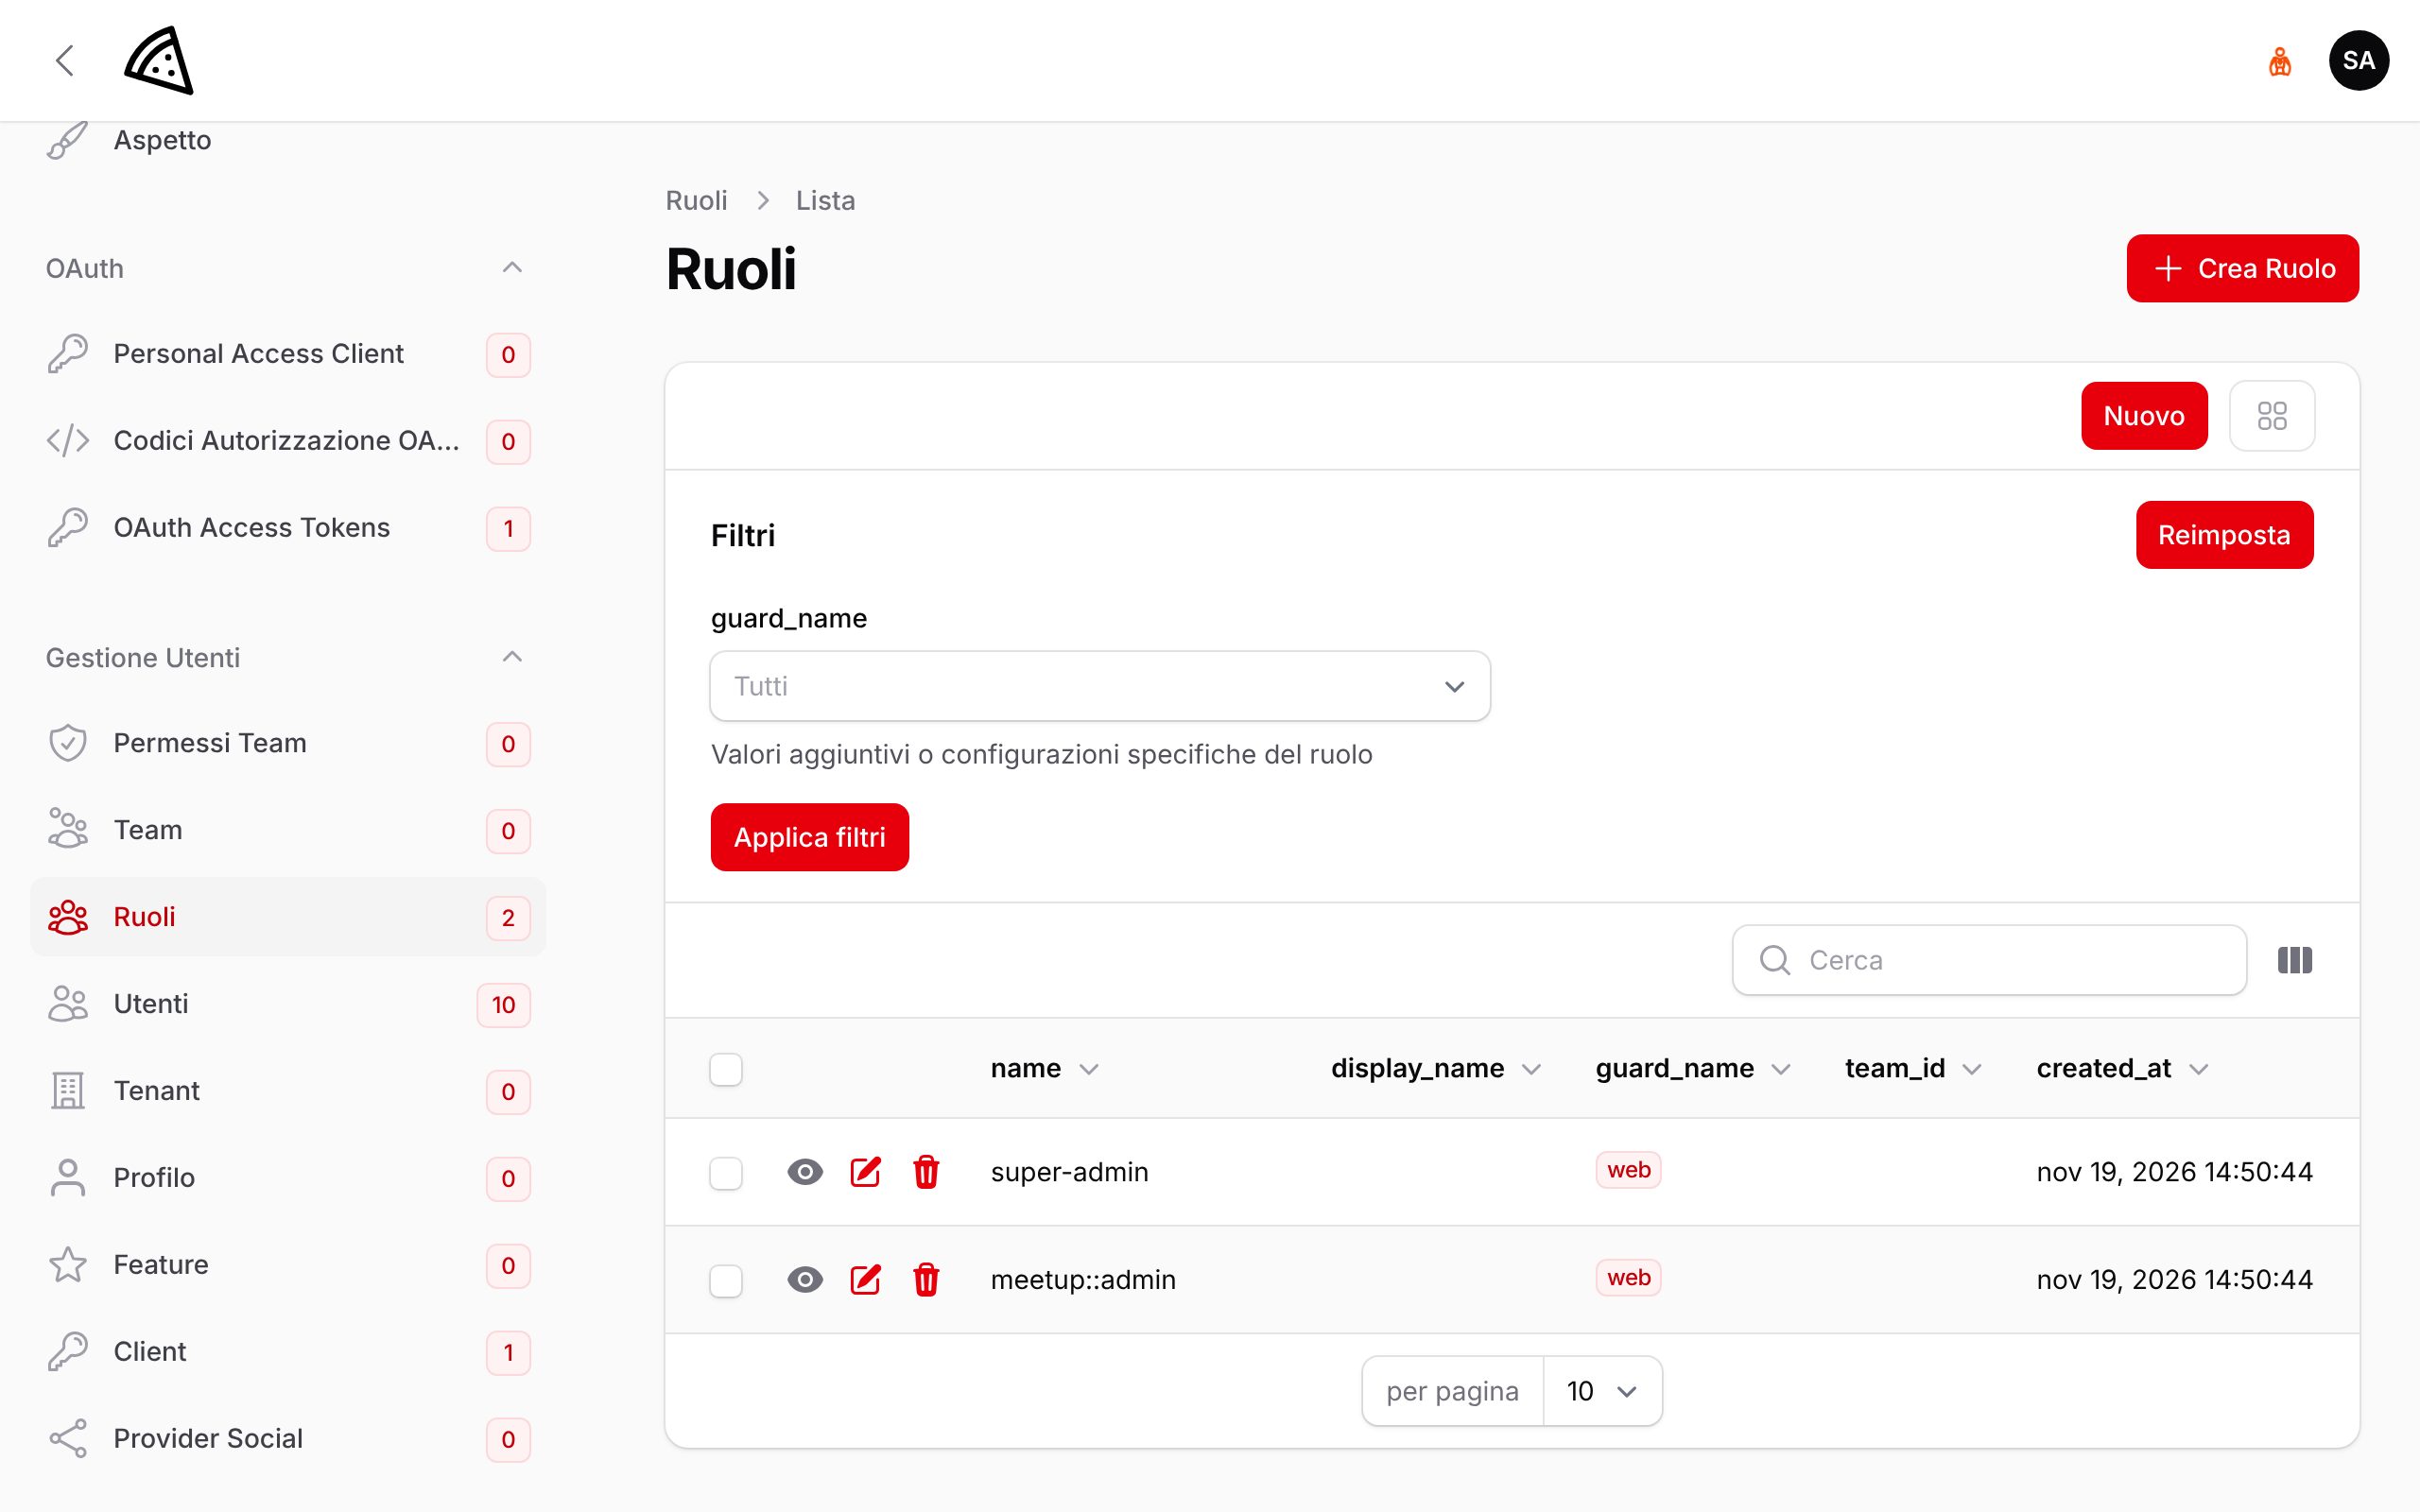 SA
Aspetto
OAuth
Personal Access Client 0
Codici Autorizzazione OA... 0
OAuth Access Tokens 1
Gestione Utenti
Permessi Team 0
Team 0
Ruoli 2
Utenti 10
Tenant 0
Profilo 0
Feature 0
Client 1
Provider Social 0
Ruoli Lista
Ruoli
Crea Ruolo
Nuovo
Filtri
Reimposta
guard_name
Tutti
Valori aggiuntivi o configurazioni specifiche del ruolo
Applica filtri
Cerca
name display_name guard_name team_id created_at
super-admin web nov 19, 2026 14:50:44
meetup::admin web nov 19, 2026 14:50:44
per pagina 10